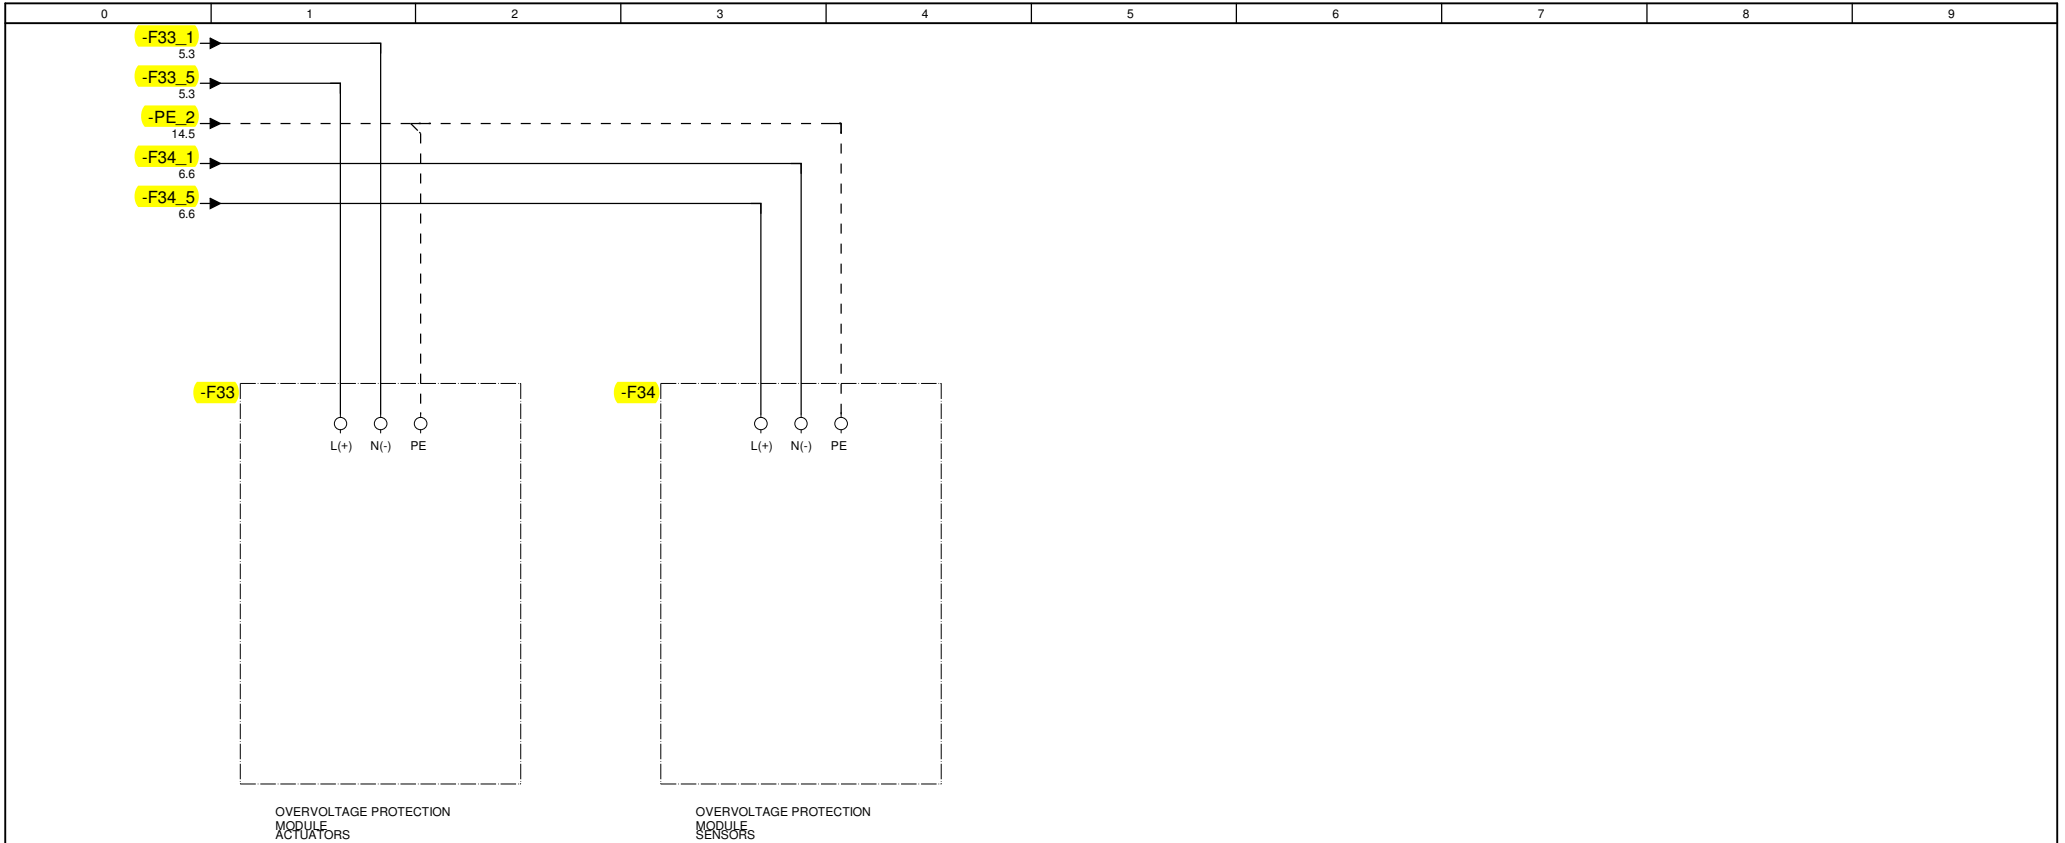 0 1 2 3 4 5 6 7 8 9
-F33_1
5.3
-F33_5
5.3
-PE_2
14.5
-F34_1
6.6
-F34_5
6.6
-F33
-F34
L(+) N(-) PE
L(+) N(-) PE
OVERVOLTAGE PROTECTION
MODULE
ACTUATORS
OVERVOLTAGE PROTECTION
MODULE
SENSORS